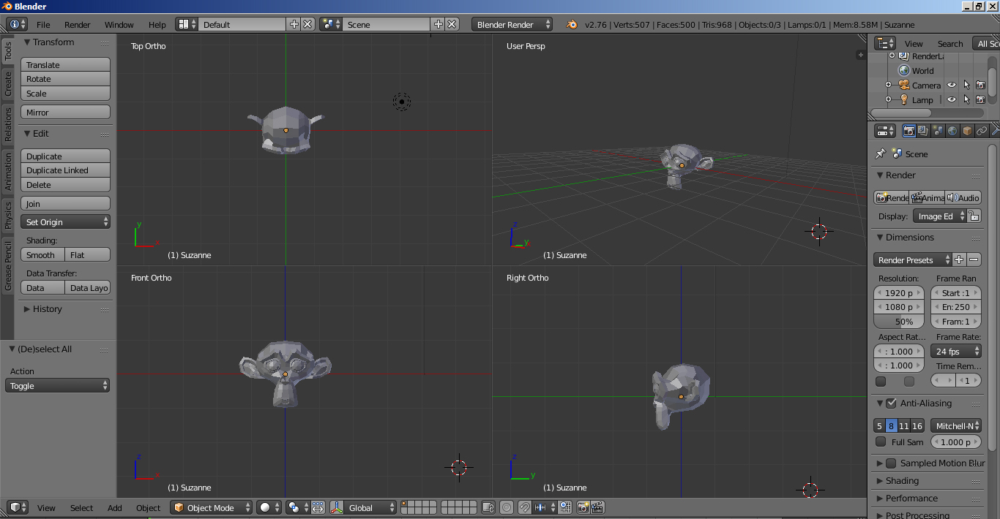 Blender
File Render Window Help Default Scene Blender Render v2.76 | Verts:507 | Faces:500 | Tris:968 | Objects:0/3 | Lamps:0/1 | Mem:8.58M | Suzanne
Tools
Create
Relations
Animation
Physics
Grease Pencil
Transform
Translate
Rotate
Scale
Mirror
Edit
Duplicate
Duplicate Linked
Delete
Join
Set Origin
Shading:
Smooth Flat
Data Transfer:
Data Data Layo
History
(De)select All
Action
Toggle
Top Ortho
y
x
(1) Suzanne
User Persp
z
y
(1) Suzanne
Front Ortho
z
x
(1) Suzanne
Right Ortho
z
y
(1) Suzanne
View Search All Sc
RenderLa
World
Camera
Lamp
Scene
Render
Rende Anima Audio
Display: Image Ed
Dimensions
Render Presets
Resolution: Frame Ran
1920 p Start :1
1080 p En: 250
50% Fram: 1
Aspect Rat... Frame Rate:
: 1.000 24 fps
: 1.000 Time Rem...
1
Anti-Aliasing
5 8 11 16 Mitchell-N
Full Sam 1.000 p
Sampled Motion Blur
Shading
Performance
Post Processing
View Select Add Object Object Mode Global